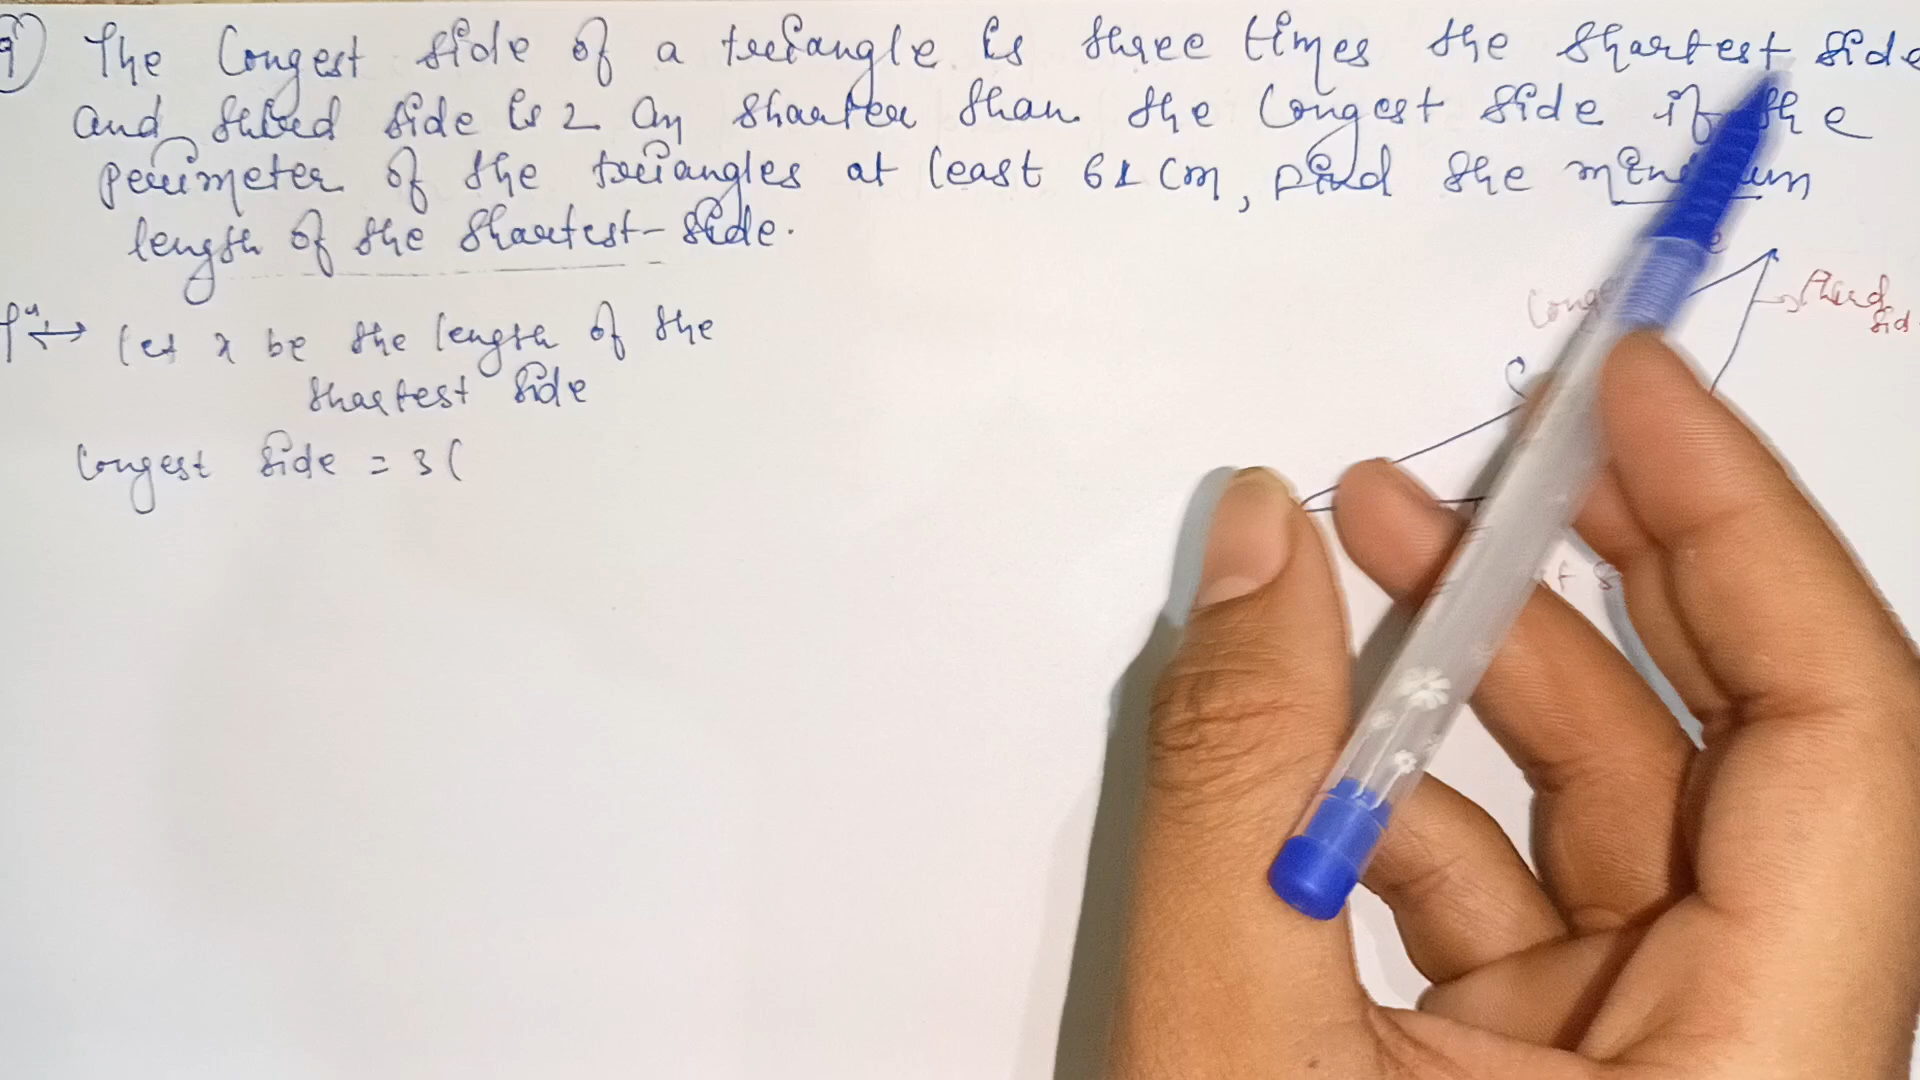 The Longest side of a triangle is three times the shortest side
and third side is 2 cm shorter than the longest side if the
perimeter of the triangles at least 61 cm, find the
length of the shortest side.
Third
Let x be the length of the
shortest side
Longest side = 3(